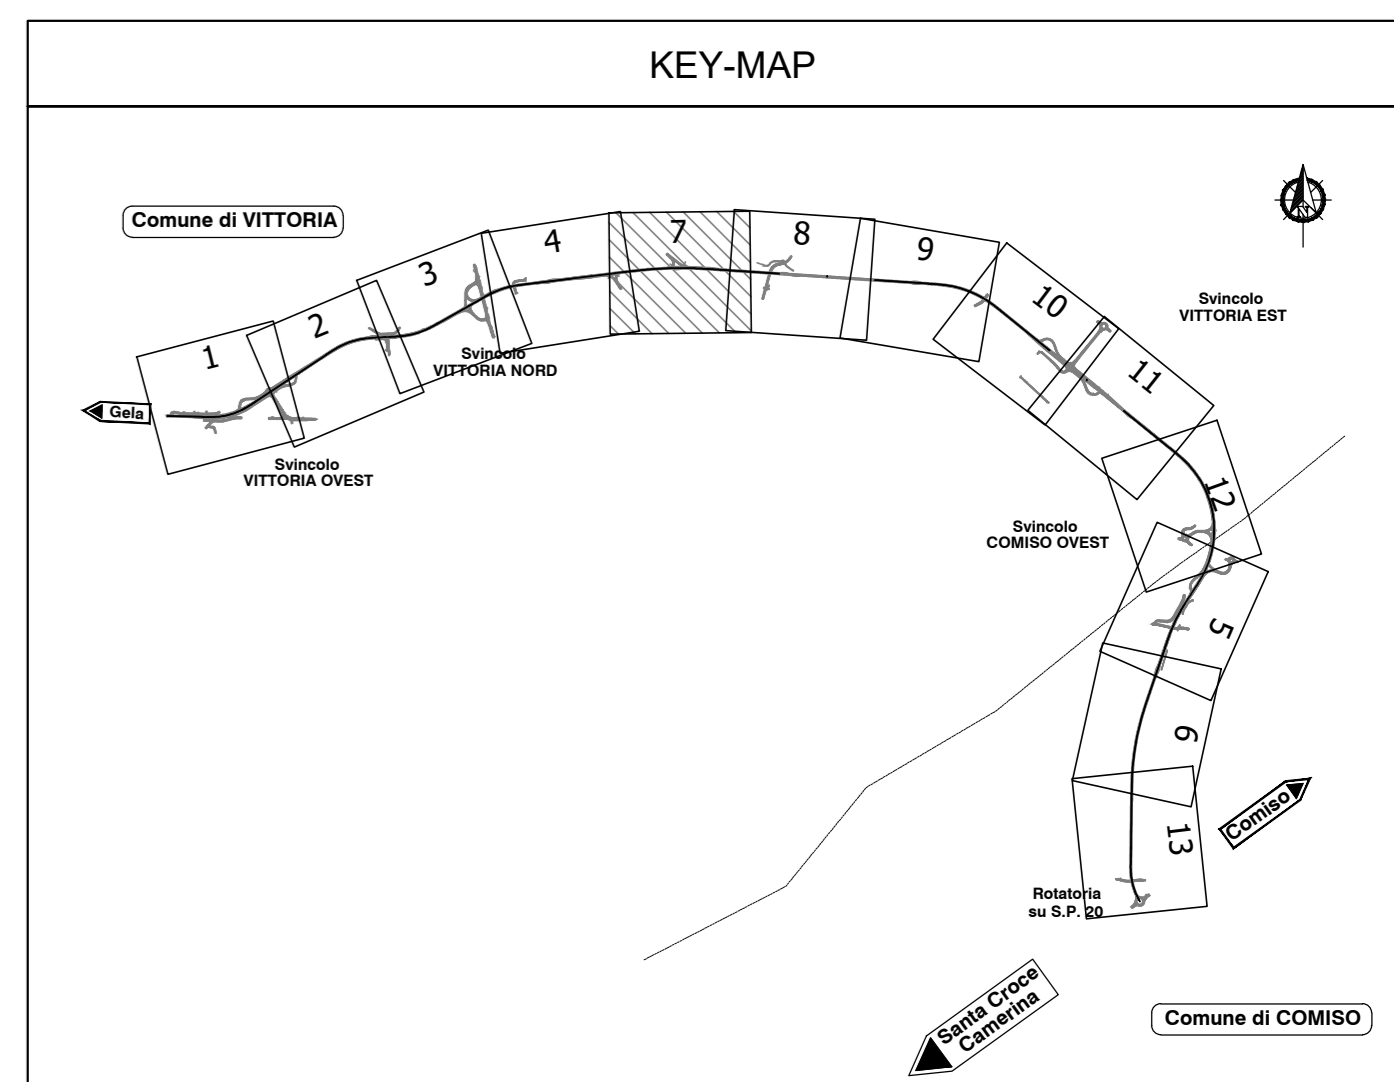 KEY-MAP
Comune di VITTORIA
1
2
3
4
7
8
9
10
11
12
5
6
13
N
Gela
Svincolo
VITTORIA OVEST
Svincolo
VITTORIA NORD
Svincolo
VITTORIA EST
Svincolo
COMISO OVEST
Comiso
Rotatoria
su S.P. 20
Santa Croce
Camerina
Comune di COMISO